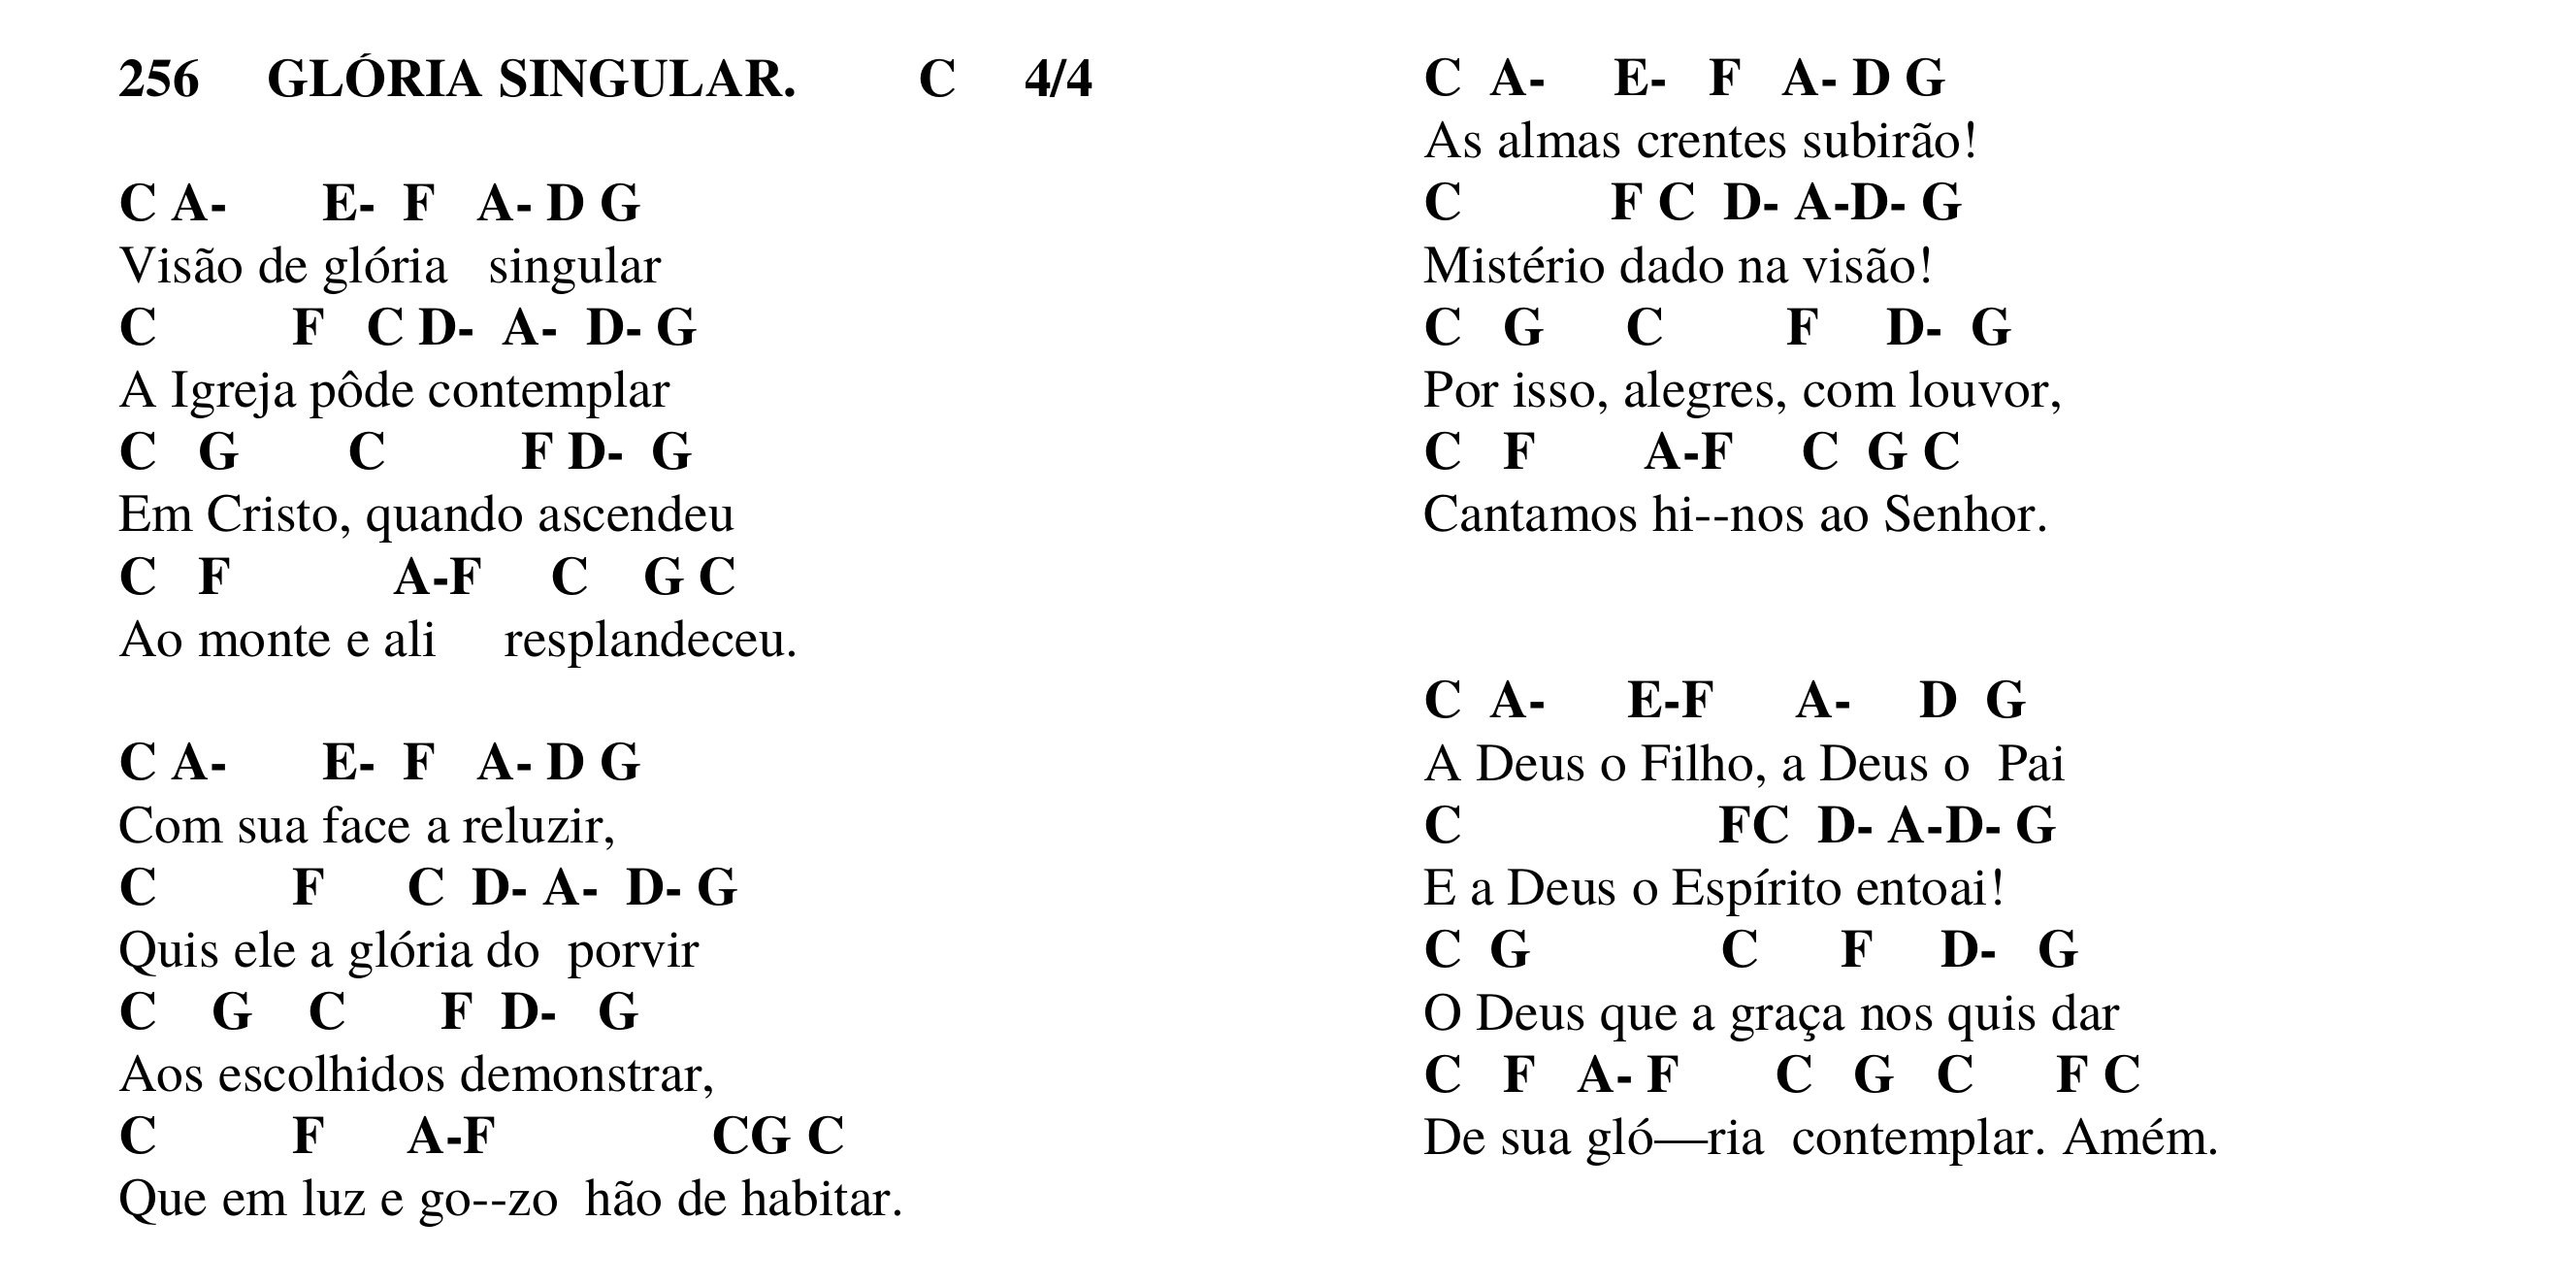 256 GLÓRIA SINGULAR. C 4/4
C A- E- F A- D G
Visão de glória singular
C F C D- A- D- G
A Igreja pôde contemplar
C G C F D- G
Em Cristo, quando ascendeu
C F A-F C G C
Ao monte e ali resplandeceu.
C A- E- F A- D G
Com sua face a reluzir,
C F C D- A- D- G
Quis ele a glória do porvir
C G C F D- G
Aos escolhidos demonstrar,
C F A-F CG C
Que em luz e go--zo hão de habitar.
C A- E- F A- D G
As almas crentes subirão!
C F C D- A-D- G
Mistério dado na visão!
C G C F D- G
Por isso, alegres, com louvor,
C F A-F C G C
Cantamos hi--nos ao Senhor.
C A- E-F A- D G
A Deus o Filho, a Deus o Pai
C FC D- A-D- G
E a Deus o Espírito entoai!
C G C F D- G
O Deus que a graça nos quis dar
C F A- F C G C F C
De sua gló—ria contemplar. Amém.